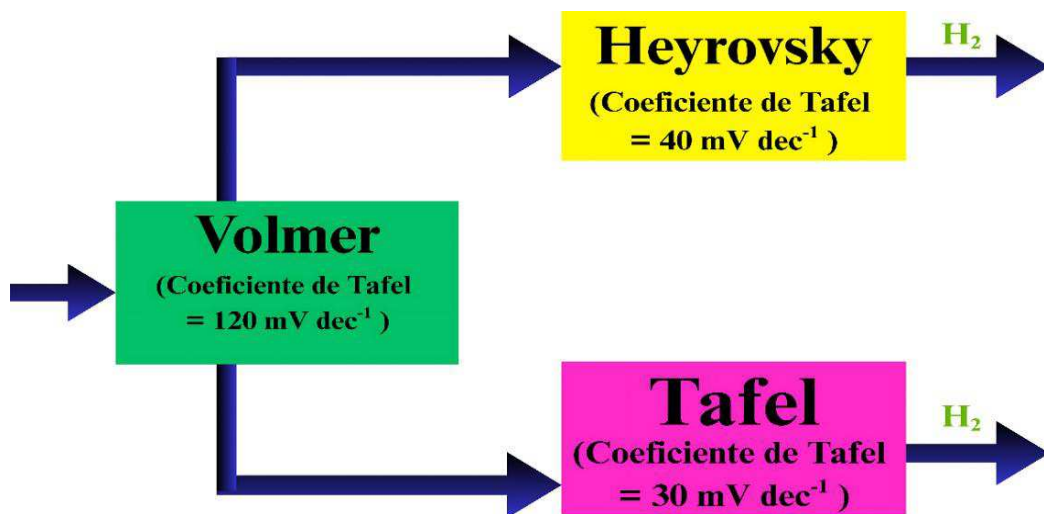 Heyrovsky
(Coeficiente de Tafel
= 40 mV dec⁻¹ )
H₂
Volmer
(Coeficiente de Tafel
= 120 mV dec⁻¹ )
Tafel
(Coeficiente de Tafel
= 30 mV dec⁻¹ )
H₂